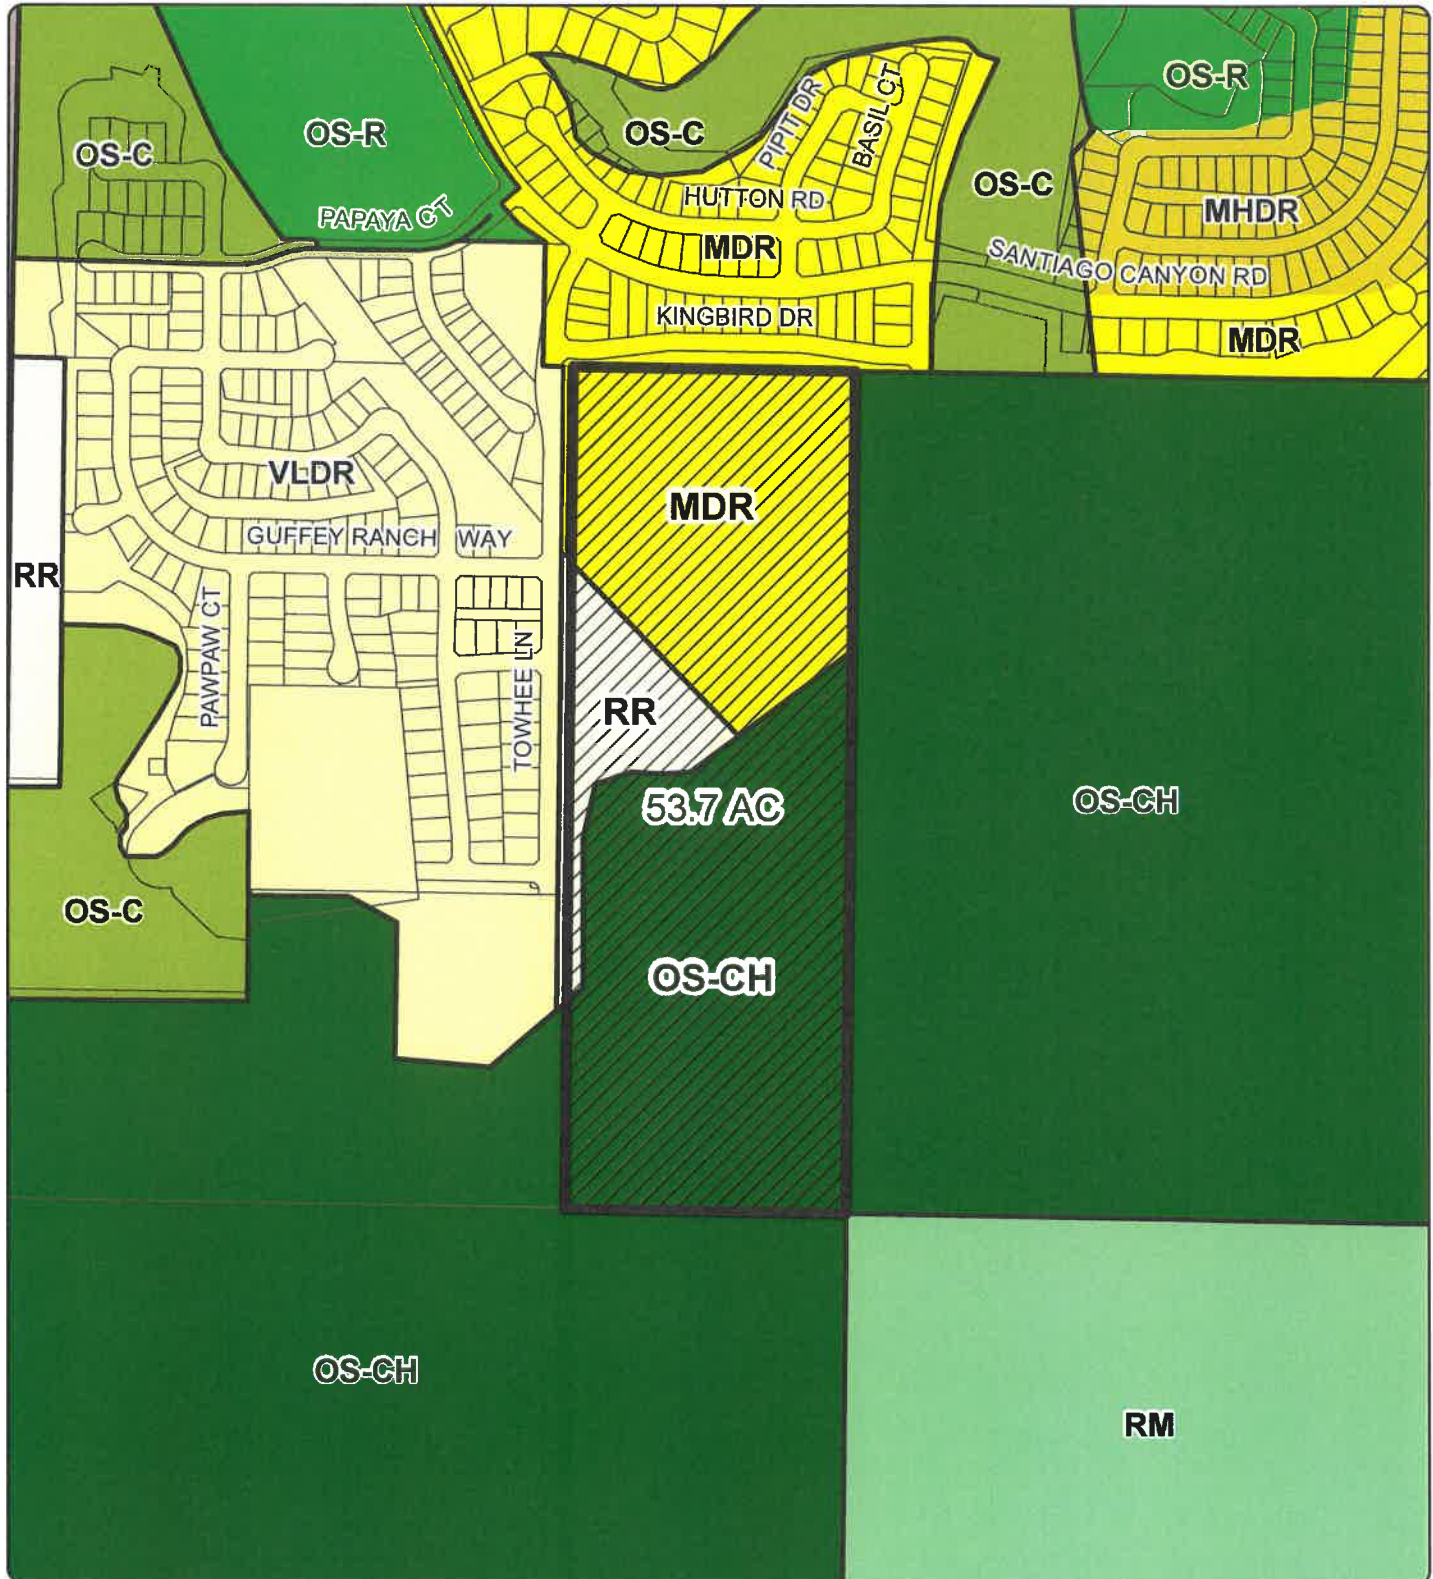 OS-R
OS-R
OS-C
OS-C
OS-C
PIPIT DR
BASIL CT
HUTTON RD
PAPAYA CT
MHDR
MDR
SANTIAGO CANYON RD
KINGBIRD DR
MDR
VLDR
MDR
GUFFEY RANCH WAY
RR
PAWPAW CT
TOWHEE LN
RR
53.7 AC
OS-CH
OS-C
OS-CH
OS-CH
RM